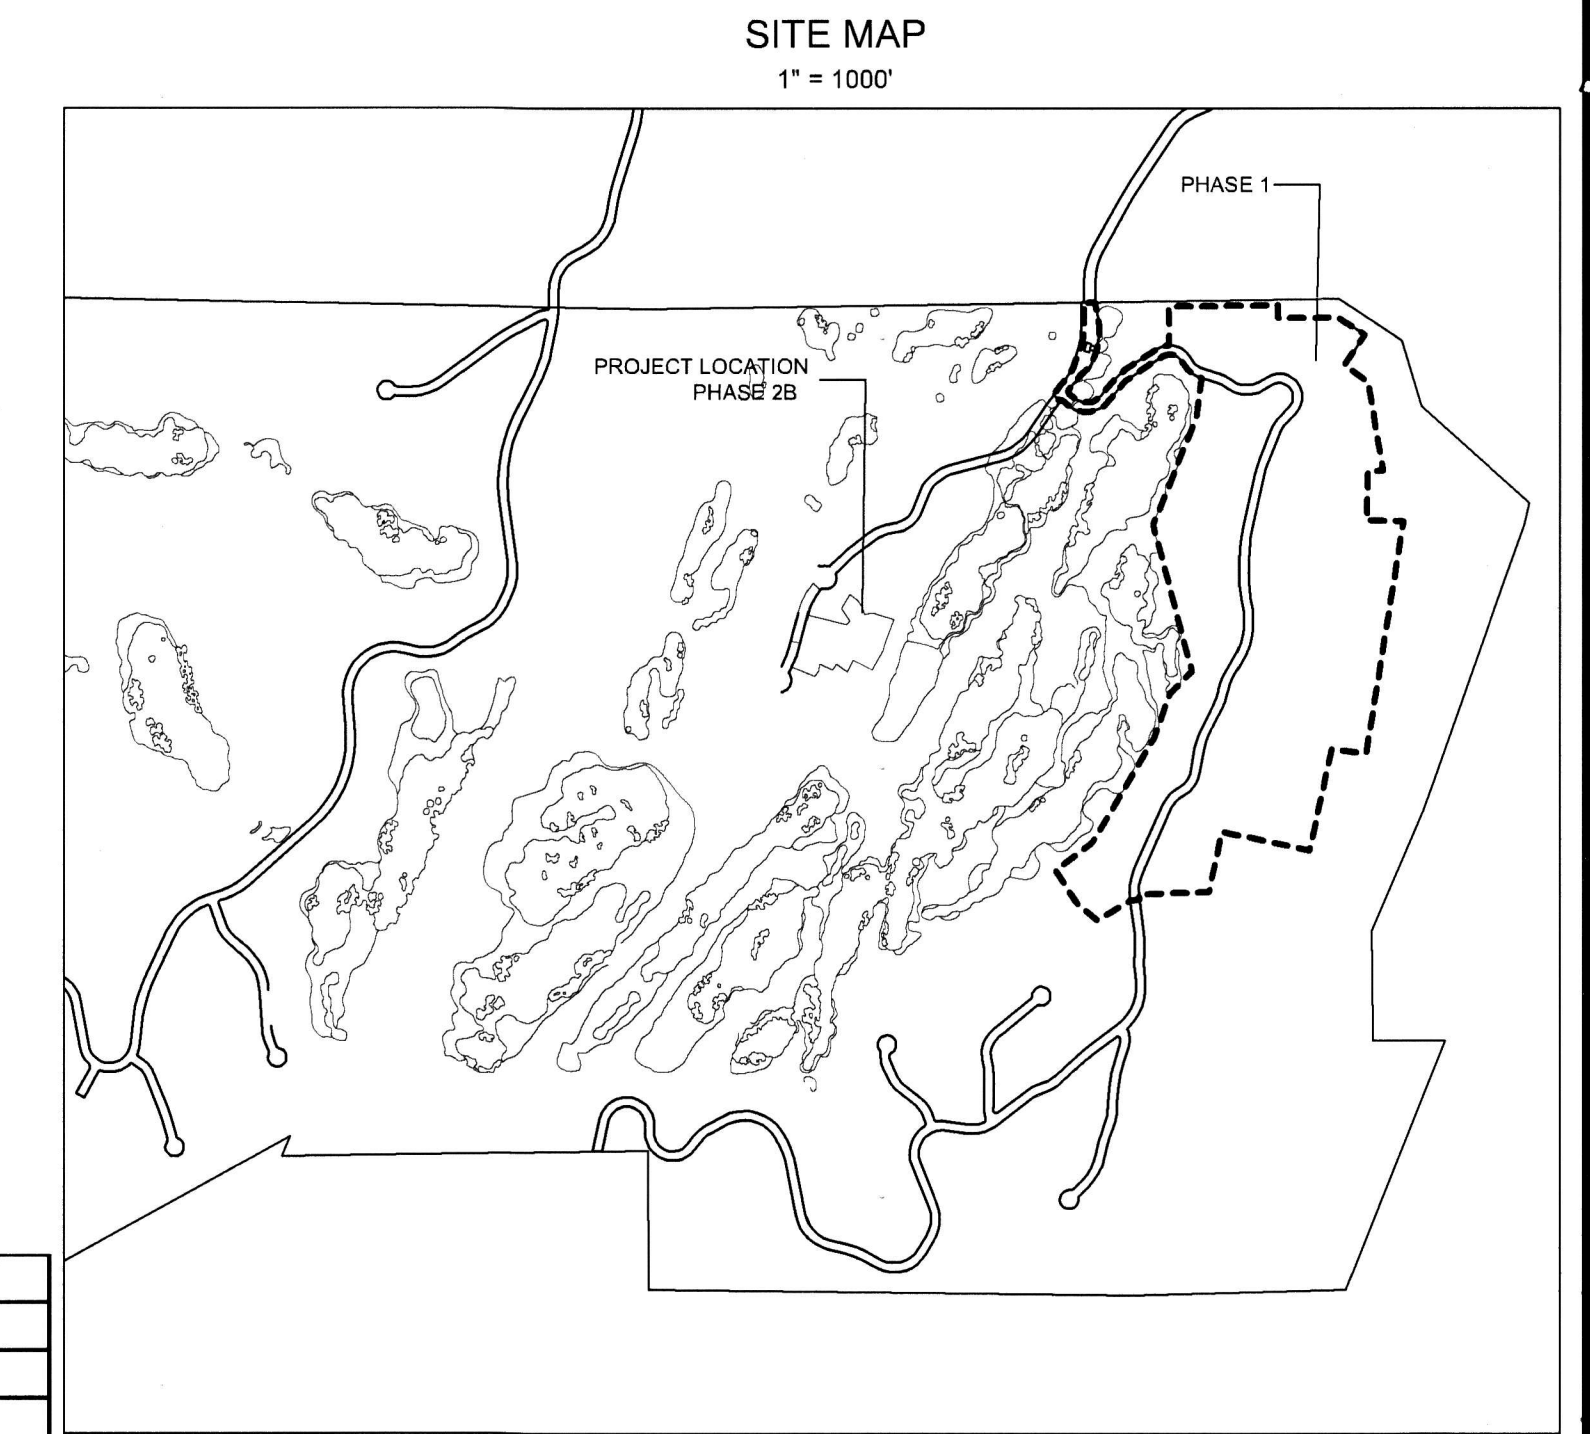 SITE MAP
1" = 1000'
PHASE 1
PROJECT LOCATION
PHASE 2B